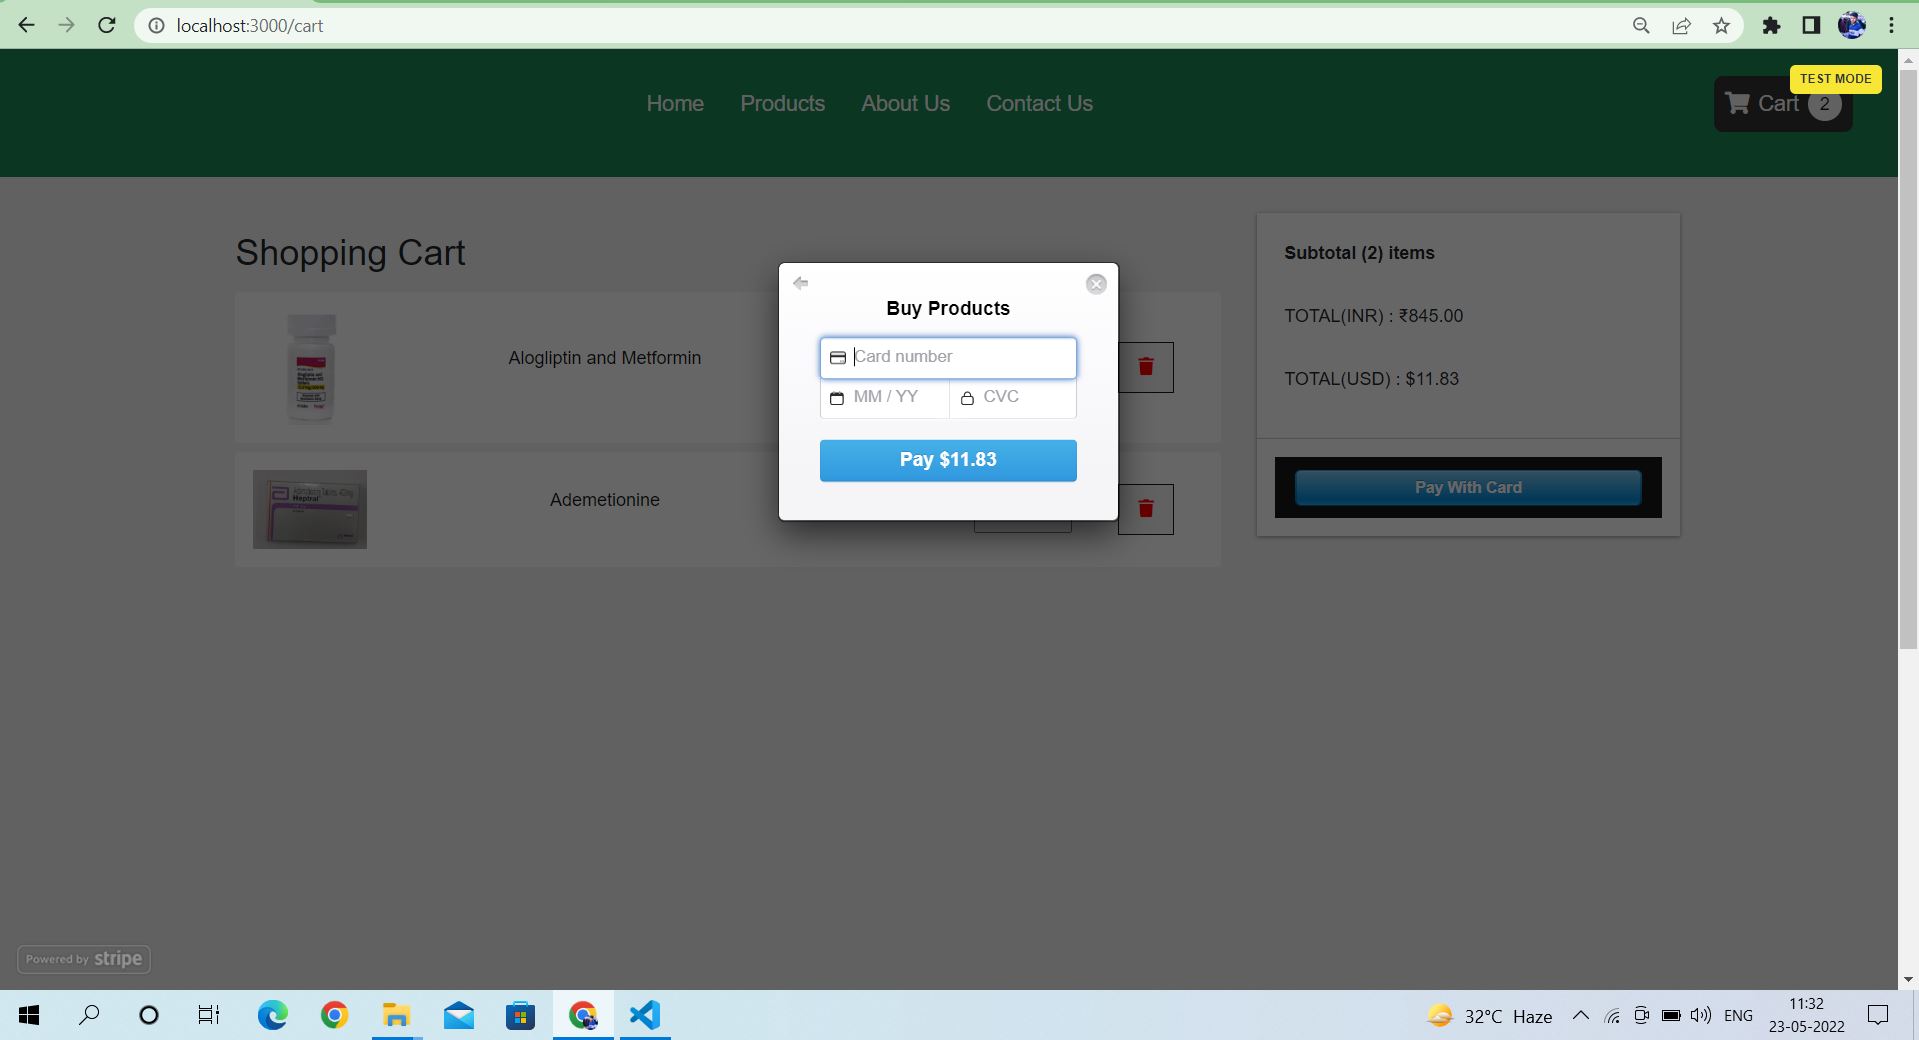 localhost:3000/cart
TEST MODE
Home Products About Us Contact Us
Cart 2
Shopping Cart
Subtotal (2) items
TOTAL(INR) : ₹845.00
TOTAL(USD) : $11.83
Pay With Card
Alogliptin and Metformin
Ademetionine
Heptral
Buy Products
Card number
MM / YY CVC
Pay $11.83
Powered by stripe
32°C Haze
ENG
11:32
23-05-2022